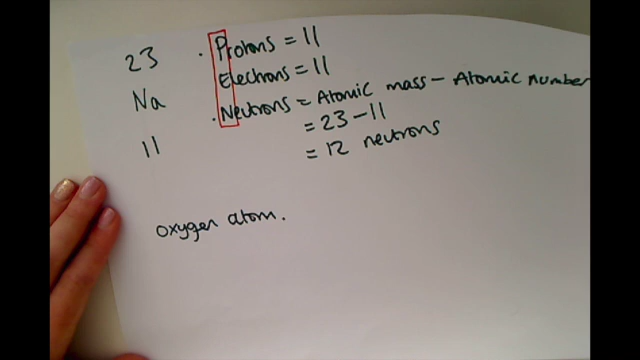 23
Na
11
. Protons = 11
Electrons = 11
. Neutrons = Atomic mass - Atomic number
= 23 - 11
= 12 neutrons
oxygen atom.